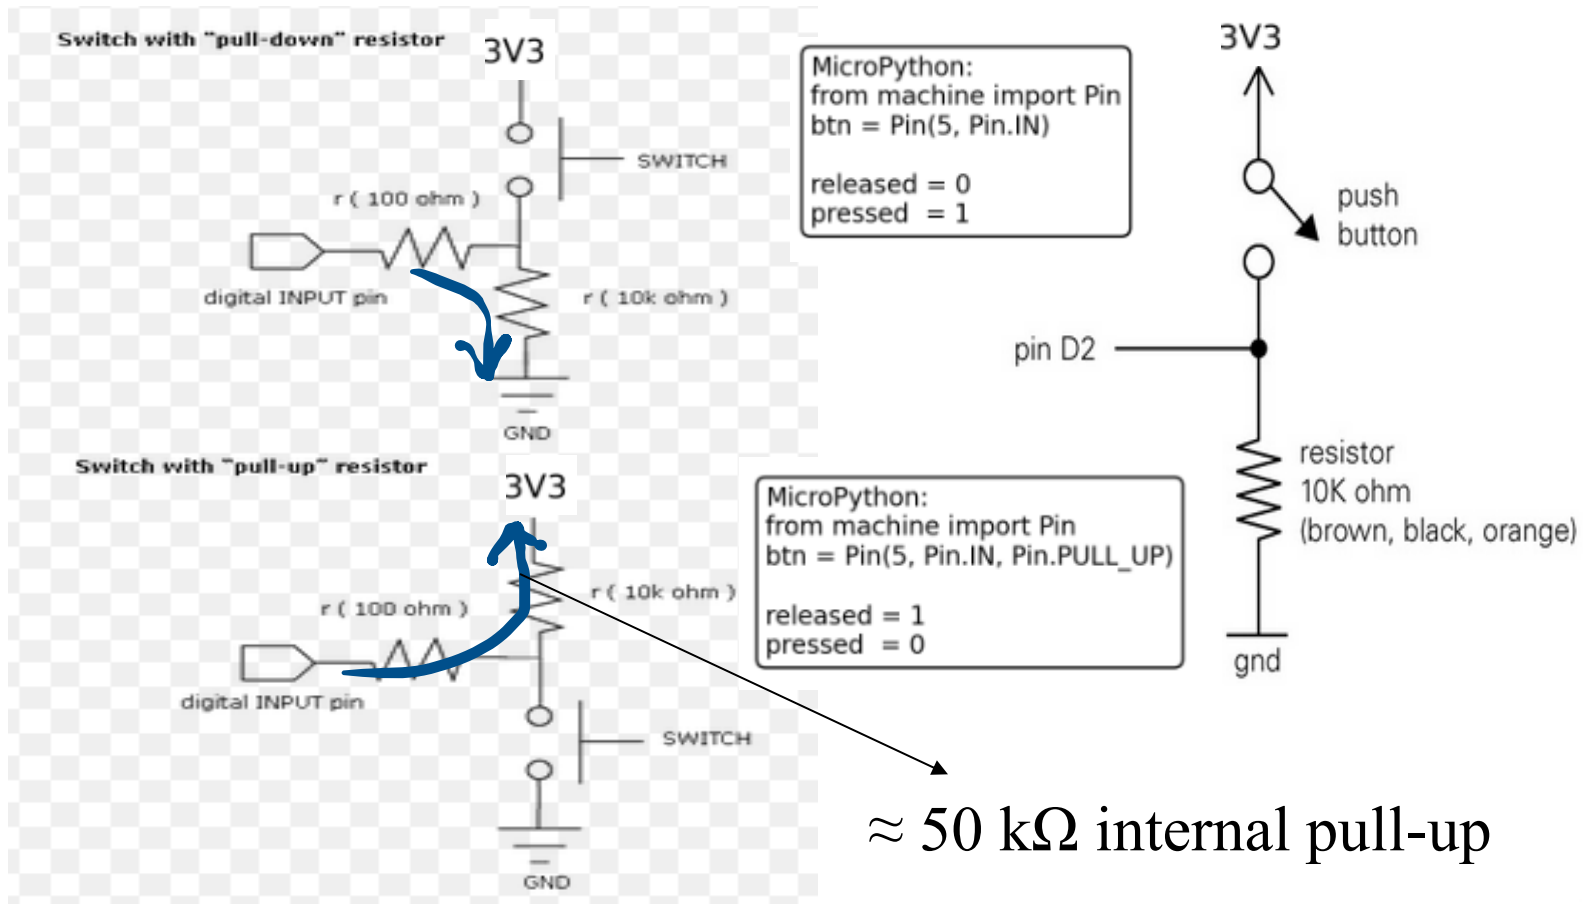 Switch with "pull-down" resistor
3V3
SWITCH
r ( 100 ohm )
digital INPUT pin
r ( 10k ohm )
GND
MicroPython:
from machine import Pin
btn = Pin(5, Pin.IN)
released = 0
pressed = 1
3V3
push
button
pin D2
resistor
10K ohm
(brown, black, orange)
gnd
Switch with "pull-up" resistor
3V3
r ( 10k ohm )
r ( 100 ohm )
digital INPUT pin
SWITCH
GND
MicroPython:
from machine import Pin
btn = Pin(5, Pin.IN, Pin.PULL_UP)
released = 1
pressed = 0
≈ 50 kΩ internal pull-up